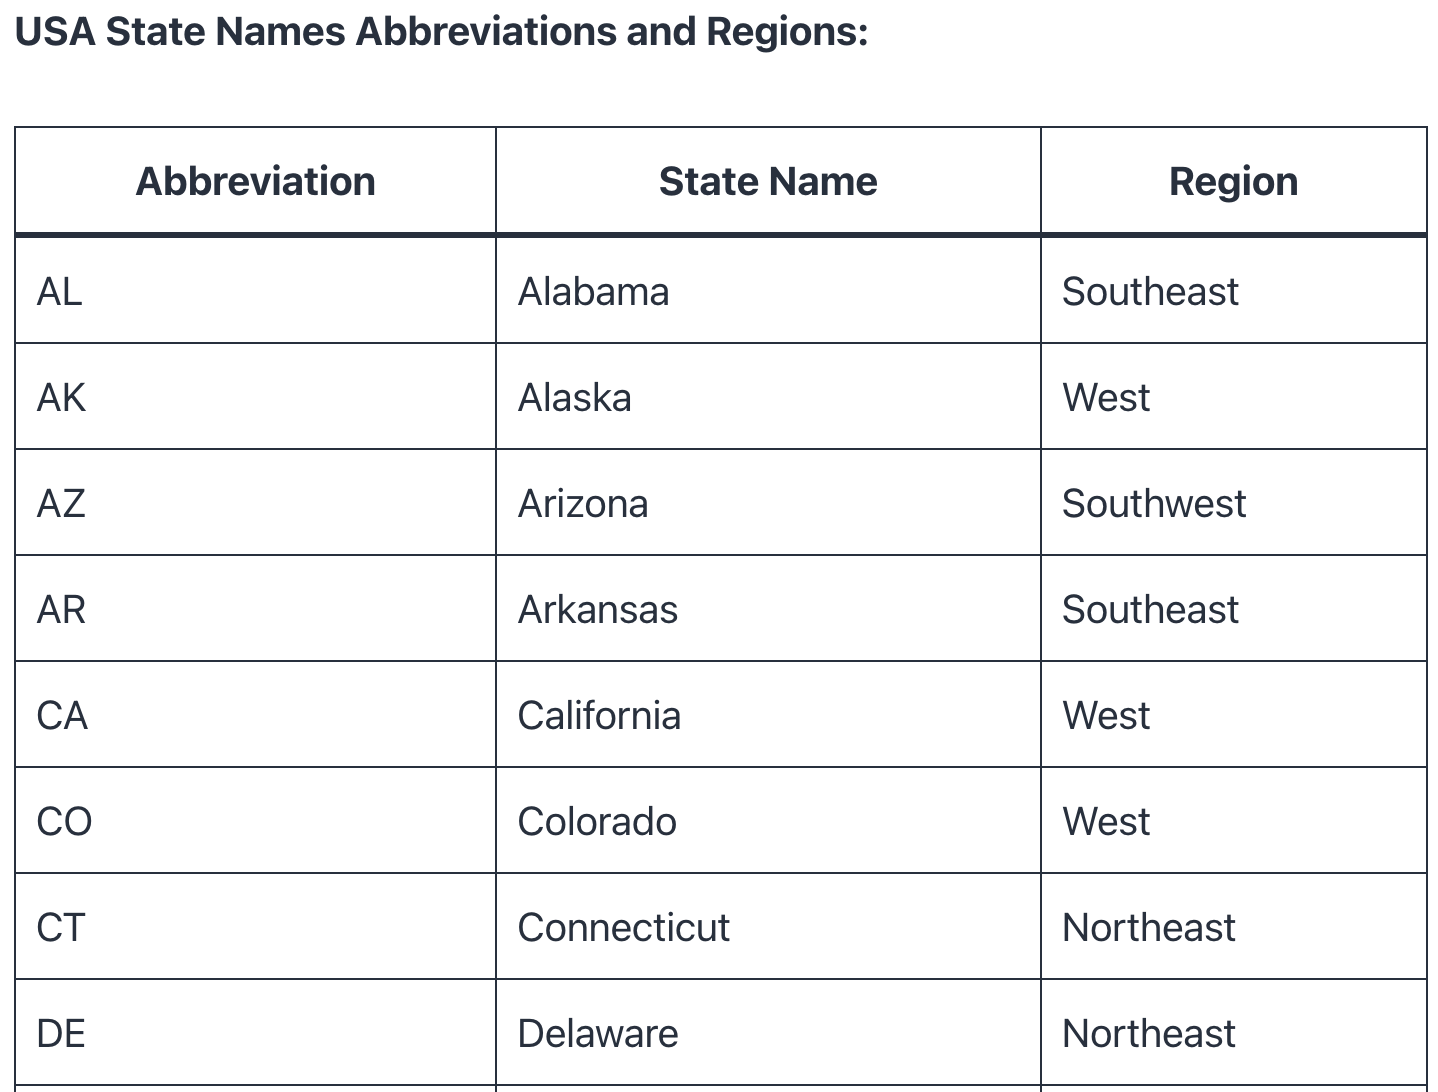 USA State Names Abbreviations and Regions:
Abbreviation State Name Region
AL Alabama Southeast
AK Alaska West
AZ Arizona Southwest
AR Arkansas Southeast
CA California West
CO Colorado West
CT Connecticut Northeast
DE Delaware Northeast